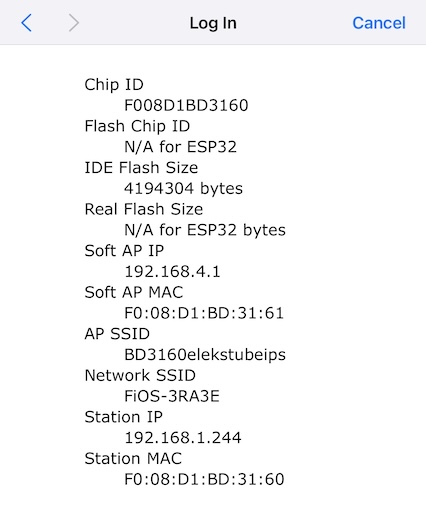 Log In
Cancel
Chip ID
F008D1BD3160
Flash Chip ID
N/A for ESP32
IDE Flash Size
4194304 bytes
Real Flash Size
N/A for ESP32 bytes
Soft AP IP
192.168.4.1
Soft AP MAC
F0:08:D1:BD:31:61
AP SSID
BD3160elekstubeips
Network SSID
FiOS-3RA3E
Station IP
192.168.1.244
Station MAC
F0:08:D1:BD:31:60